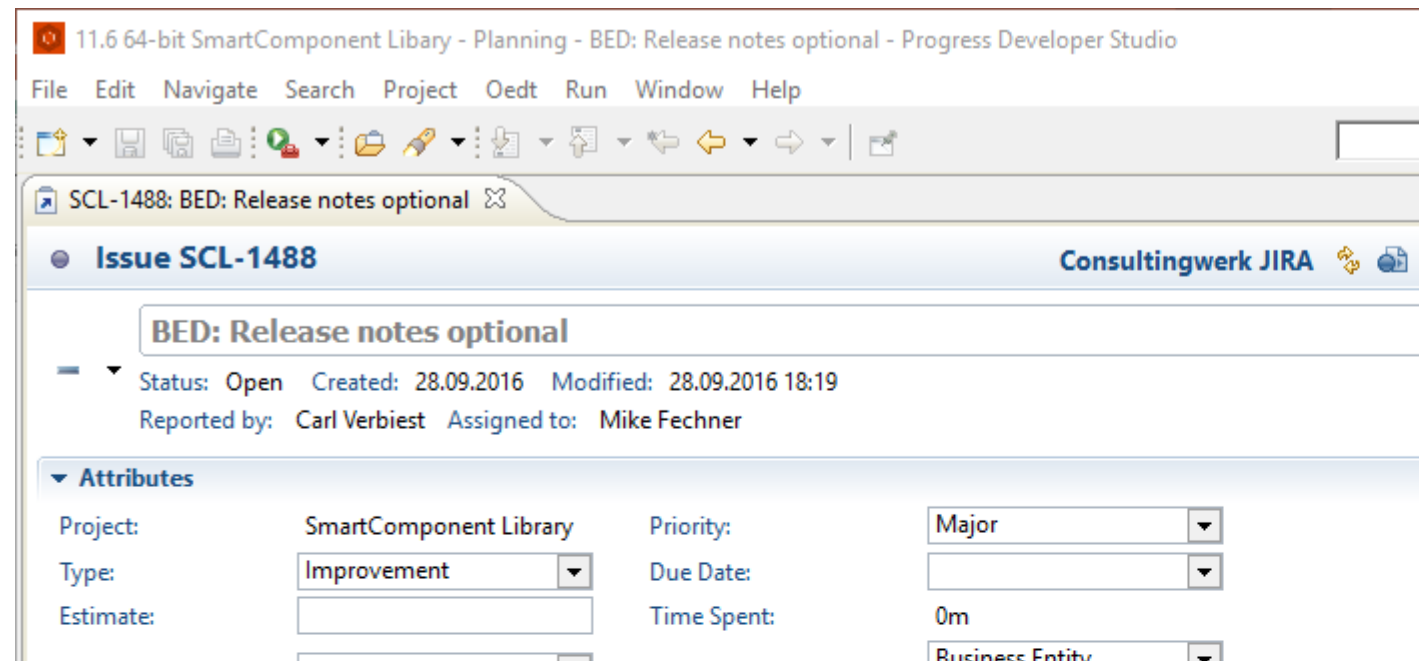 11.6 64-bit SmartComponent Libary - Planning - BED: Release notes optional - Progress Developer Studio
File Edit Navigate Search Project Oedt Run Window Help
SCL-1488: BED: Release notes optional
Issue SCL-1488 Consultingwerk JIRA
BED: Release notes optional
Status: Open Created: 28.09.2016 Modified: 28.09.2016 18:19
Reported by: Carl Verbiest Assigned to: Mike Fechner
Attributes
Project: SmartComponent Library Priority: Major
Type: Improvement Due Date:
Estimate: Time Spent: 0m
Business Entity